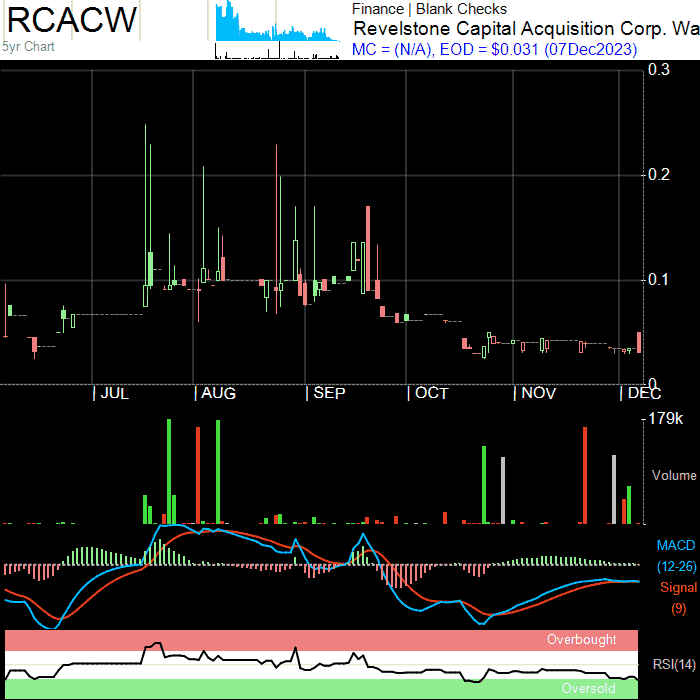 RCACW
5yr Chart
Finance | Blank Checks
Revelstone Capital Acquisition Corp. Wa
MC = (N/A), EOD = $0.031 (07Dec2023)
0.3
0.2
0.1
0
JUL AUG SEP OCT NOV DEC
179k
Volume
MACD
(12-26)
Signal
(9)
Overbought
RSI(14)
Oversold